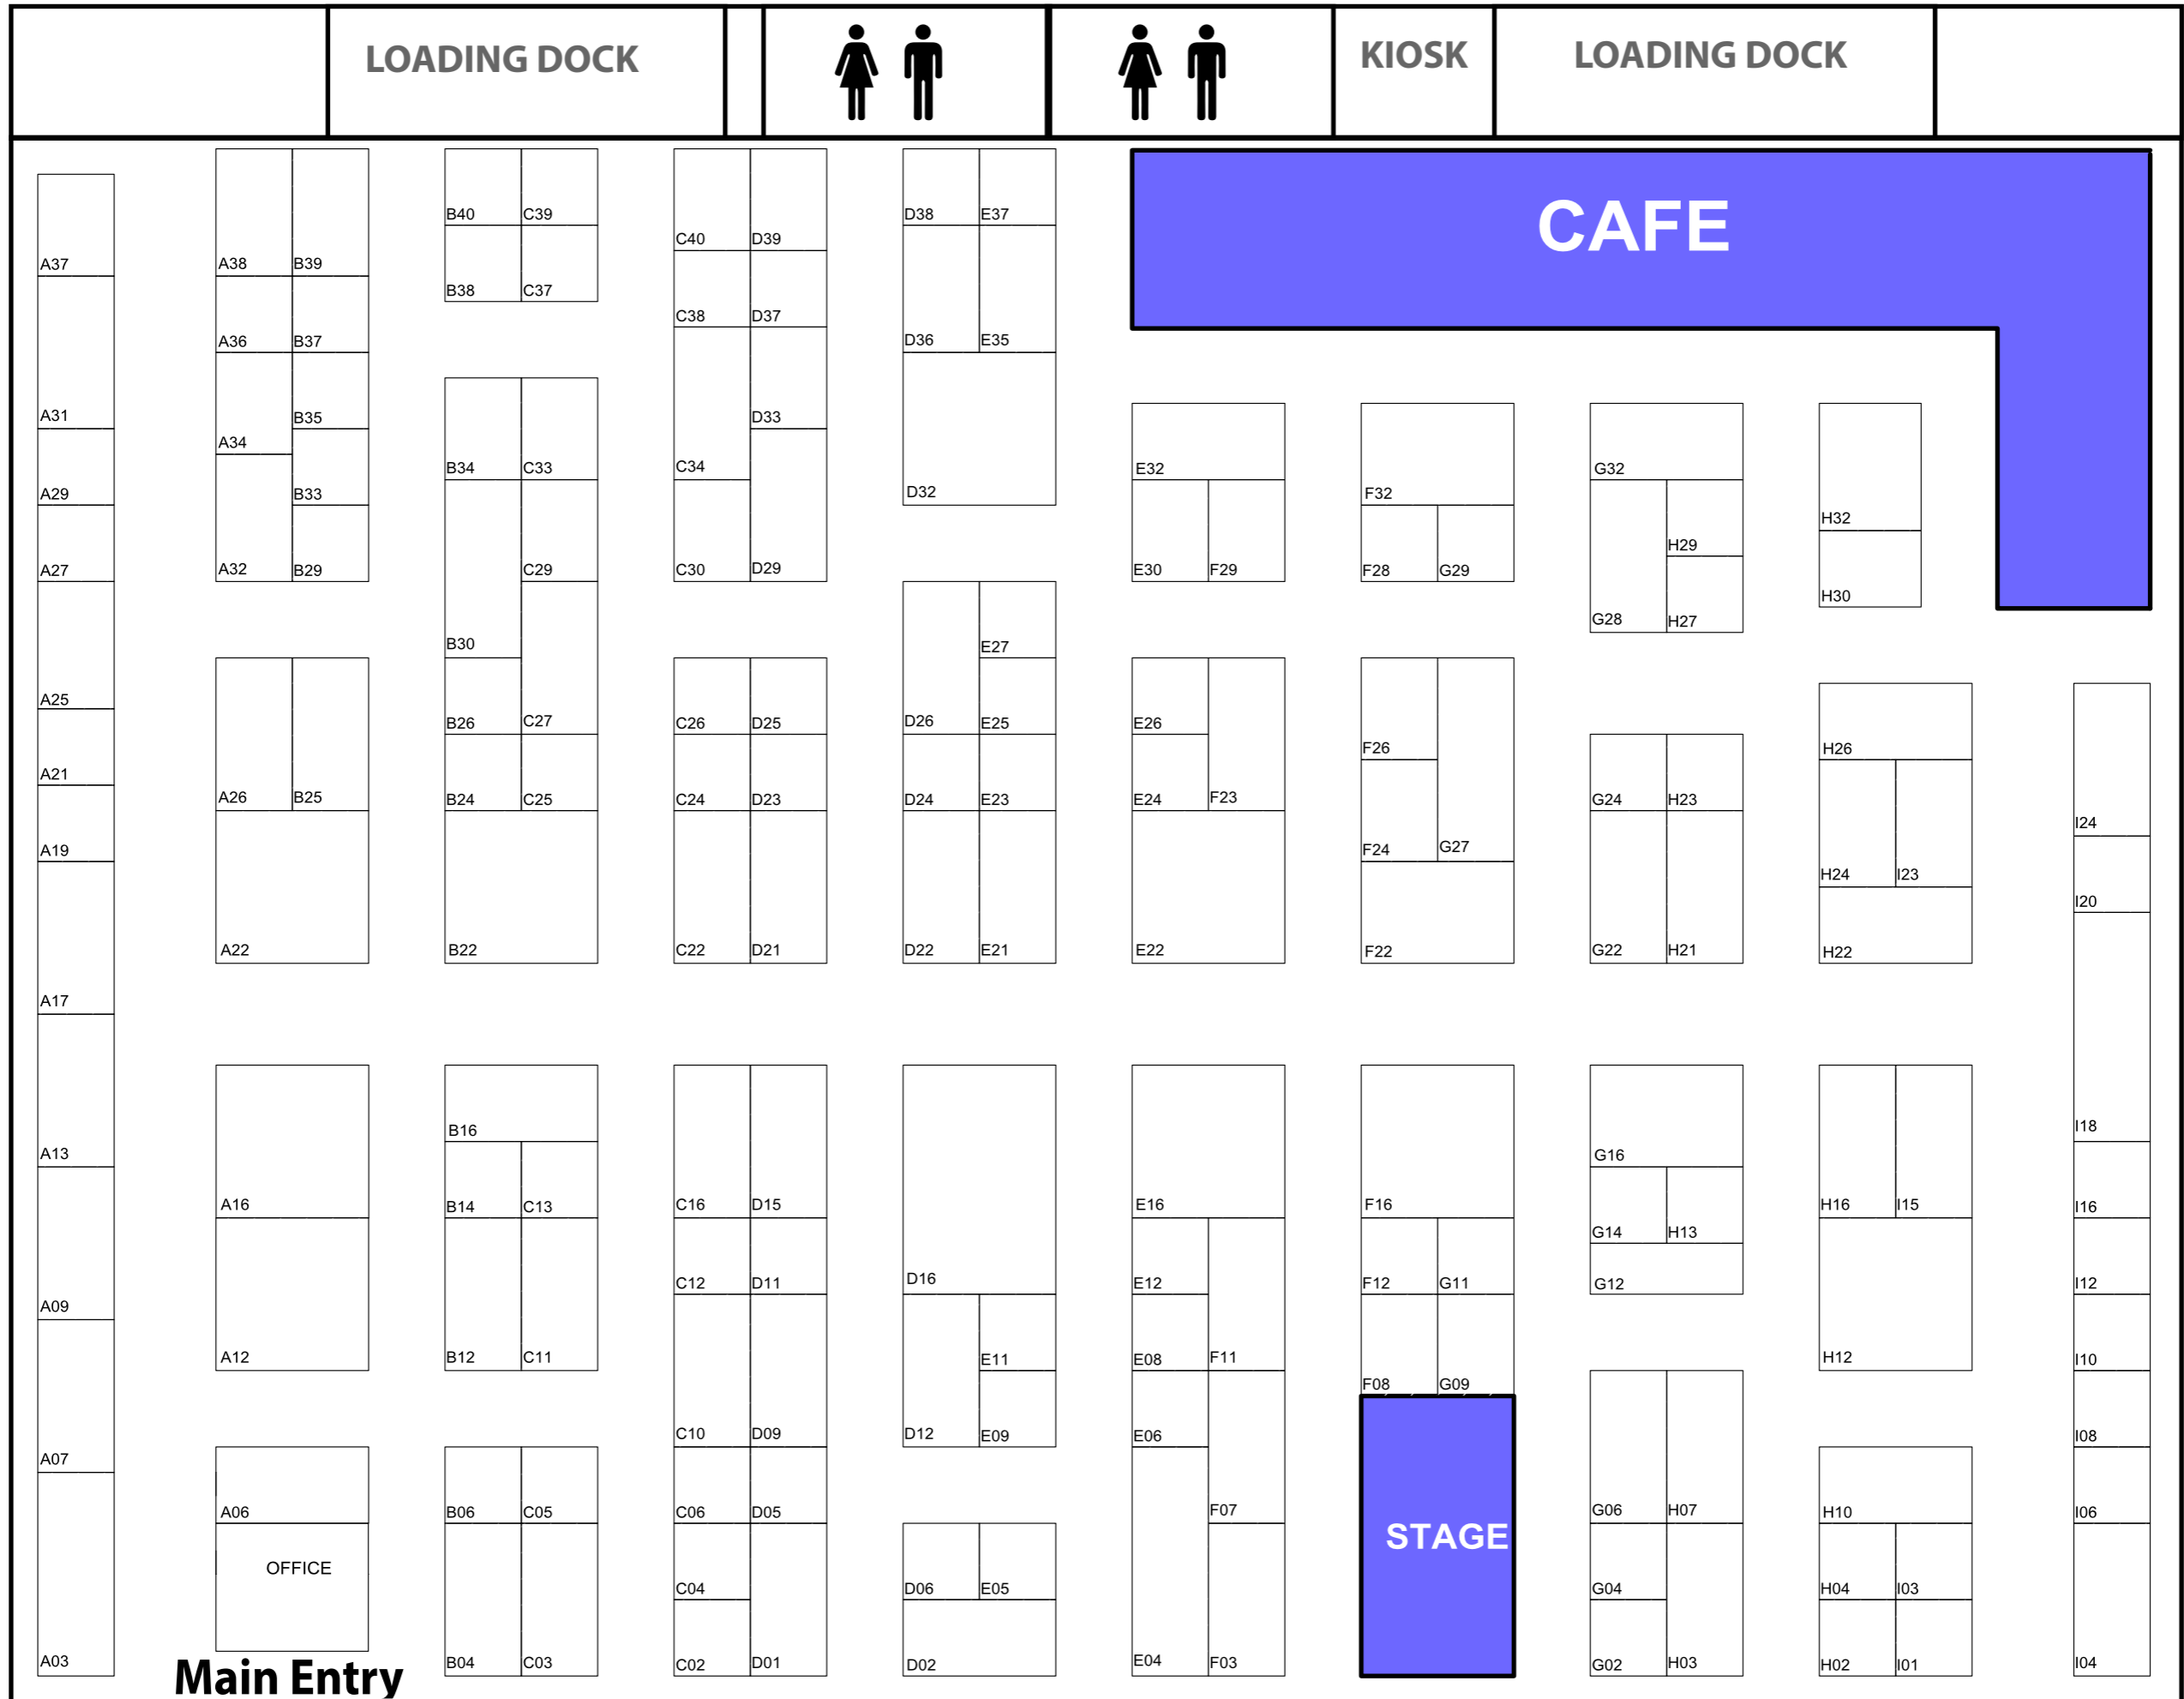 LOADING DOCK
KIOSK
LOADING DOCK
CAFE
A37
A31
A29
A27
A25
A21
A19
A17
A13
A09
A07
A03
A38 B39
A36 B37
B35
A34
B33
A32 B29
A26 B25
A22
A16
A12
A06
OFFICE
Main Entry
B40 C39
B38 C37
B34 C33
C29
B30
B26 C27
B24 C25
B22
B16
B14 C13
B12 C11
B06 C05
B04 C03
C40 D39
C38 D37
D33
C34
C30 D29
C26 D25
C24 D23
C22 D21
C16 D15
C12 D11
C10 D09
C06 D05
C04
C02 D01
D38 E37
D36 E35
D32
E27
D26 E25
D24 E23
D22 E21
D16
E11
D12 E09
D06 E05
D02
E32
E30 F29
E26
E24 F23
E22
E16
E12
E08 F11
E06
F07
E04 F03
F32
F28 G29
F26
F24 G27
F22
F16
F12 G11
F08 G09
STAGE
G32
H29
G28 H27
G24 H23
G22 H21
G16
G14 H13
G12
G06 H07
G04
G02 H03
H32
H30
H26
H24 I23
H22
H16 I15
H12
H10
H04 I03
H02 I01
I24
I20
I18
I16
I12
I10
I08
I06
I04